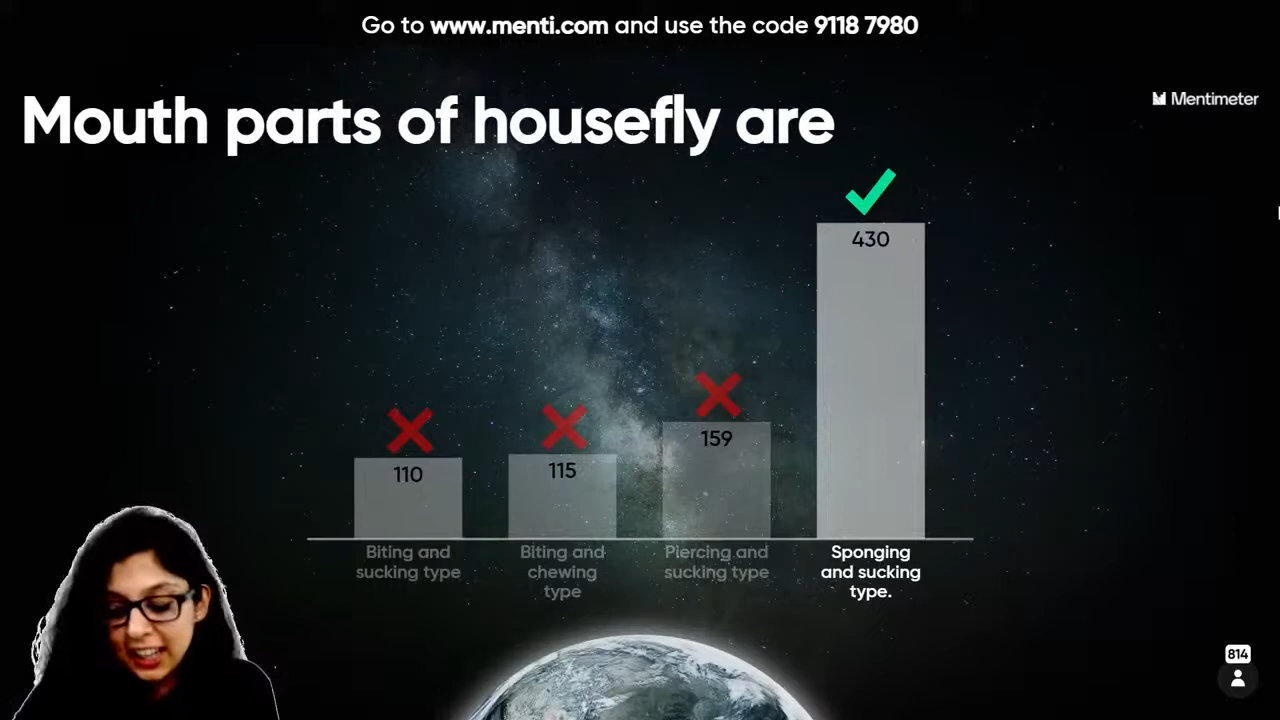 Go to www.menti.com and use the code 9118 7980
Mentimeter
Mouth parts of housefly are
430
159
115
110
Biting and
sucking type
Biting and
chewing
type
Piercing and
sucking type
Sponging
and sucking
type.
814